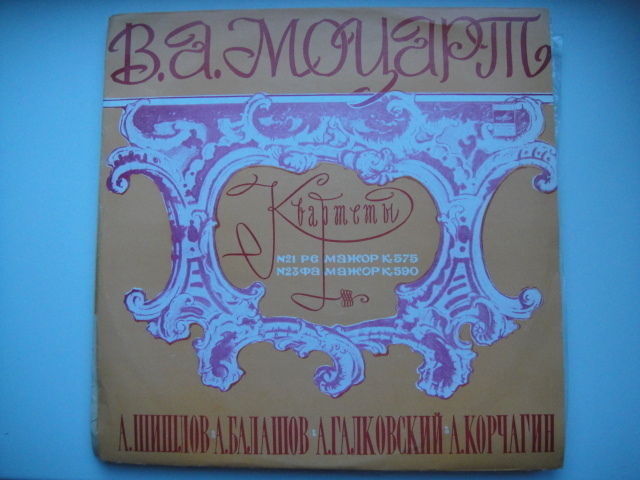 В.А.МОЦАРТ
Квартеты
№21 РЕ МАЖОР К.575
№23 ФА МАЖОР К.590
А.ШИШЛОВ А.БАЛАШОВ А.ГАЛКОВСКИЙ А.КОРЧАГИН